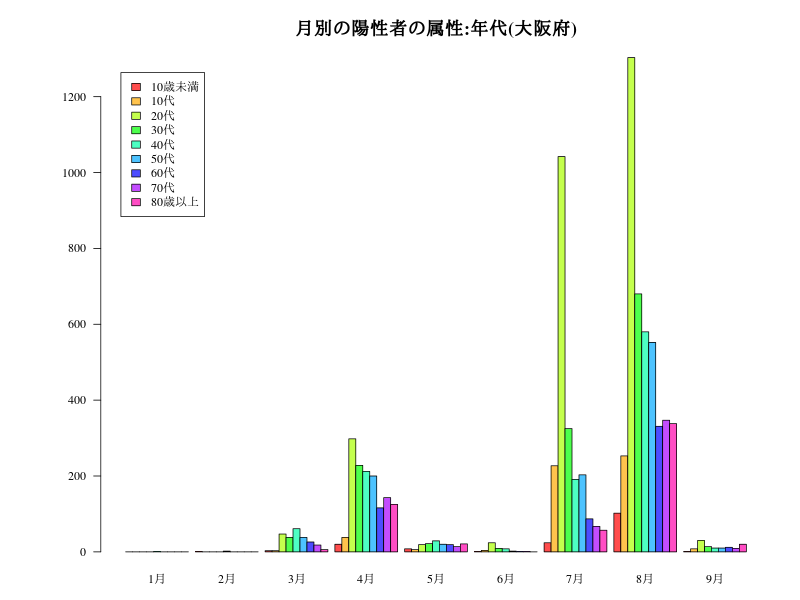 月別の陽性者の属性:年代(大阪府)
10歳未満
10代
20代
30代
40代
50代
60代
70代
80歳以上
1200
1000
800
600
400
200
0
1月 2月 3月 4月 5月 6月 7月 8月 9月